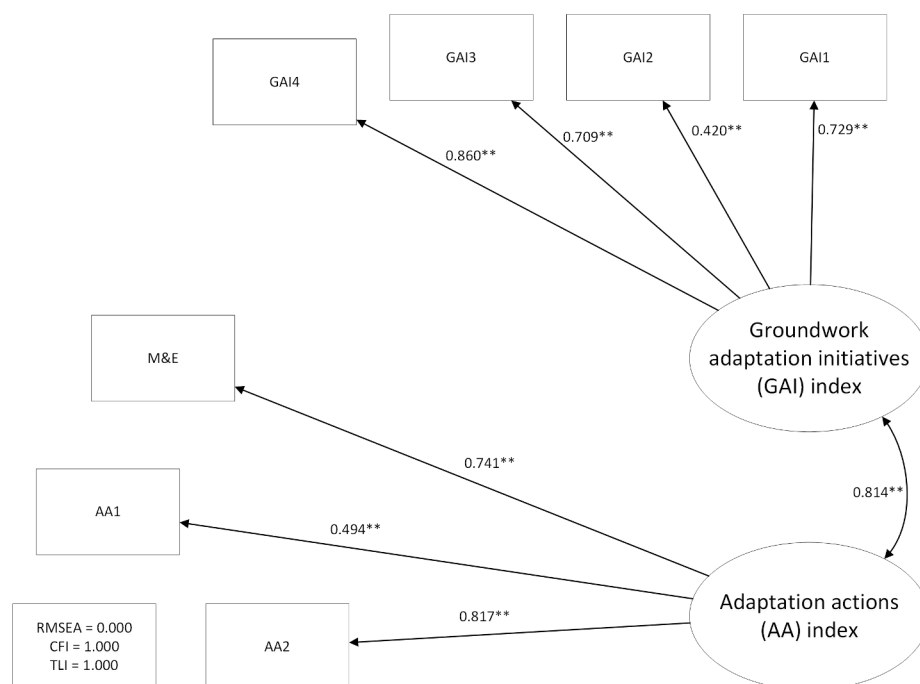 GAI4
GAI3
GAI2
GAI1
0.860**
0.709**
0.420**
0.729**
Groundwork
adaptation initiatives
(GAI) index
M&E
0.741**
0.814**
AA1
0.494**
Adaptation actions
(AA) index
AA2
0.817**
RMSEA = 0.000
CFI = 1.000
TLI = 1.000